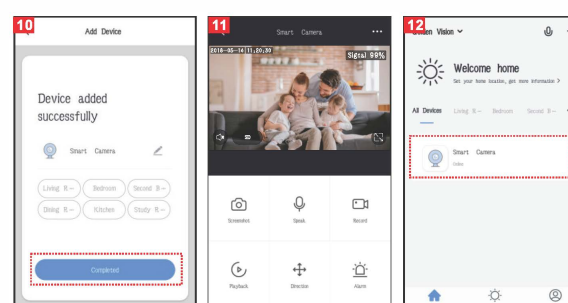 10
Add Device
Device added
successfully
Smart Camera
Living R...
Bedroom
Second B...
Dining R...
Kitchen
Study R...
Completed
11
Smart Camera
2018-05-16 11:20:30
Signal 99%
HD
Screenshot
Speak
Record
Playback
Direction
Alarm
12
Vision
Welcome home
Set your home location, get more information >
All Devices
Living R...
Bedroom
Second B...
Smart Camera